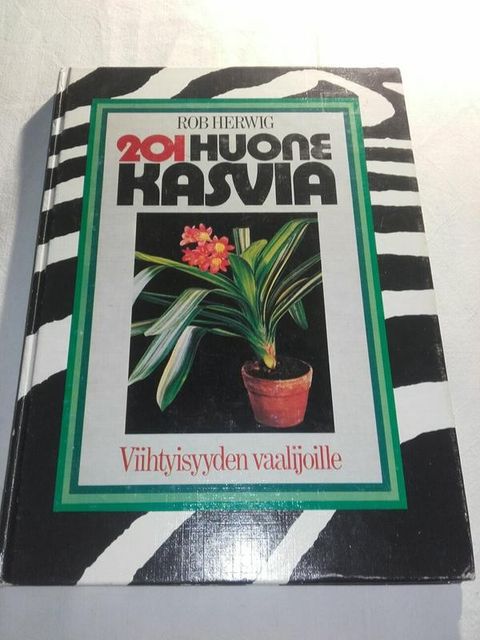 ROB HERWIG
201 HUONE
KASVIA
Viihtyisyyden vaalijoille